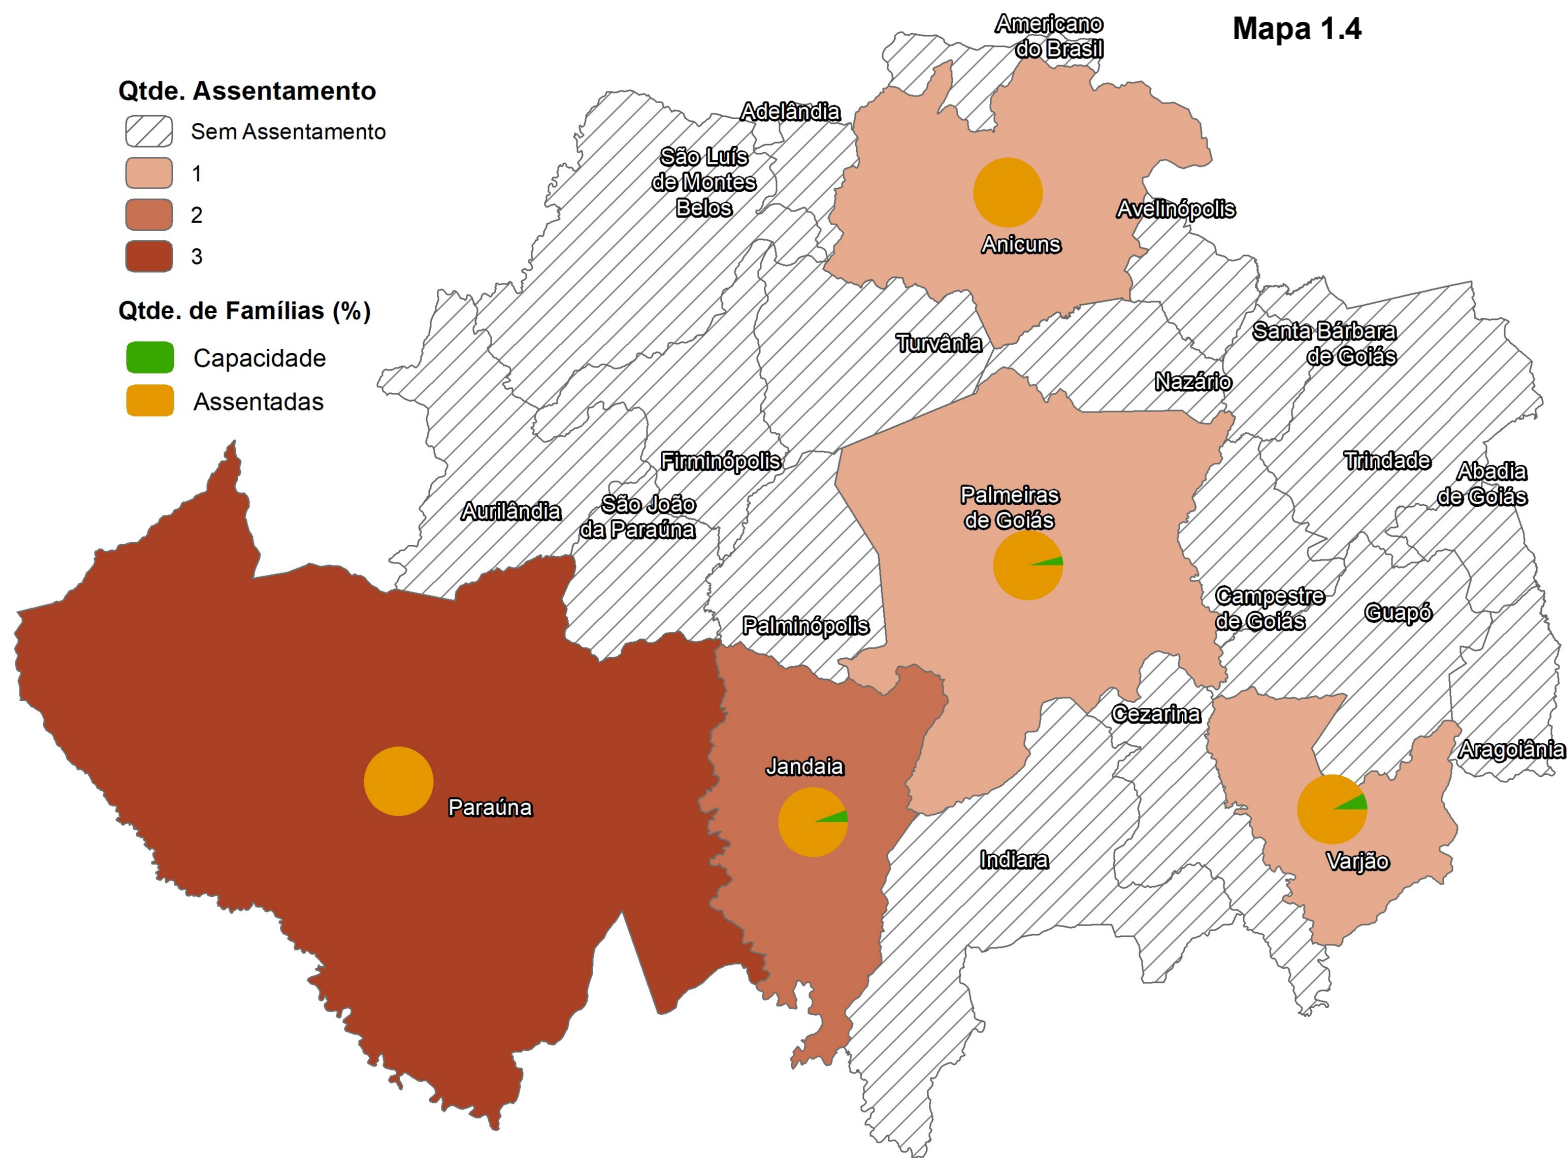 Mapa 1.4
Qtde. Assentamento
Sem Assentamento
1
2
3
Qtde. de Famílias (%)
Capacidade
Assentadas
Americano
do Brasil
Adelândia
São Luís
de Montes
Belos
Avelinópolis
Anicuns
Turvânia
Santa Bárbara
de Goiás
Nazário
Firminópolis
Trindade
Abadia
de Goiás
Aurilândia
São João
da Paraúna
Palmeiras
de Goiás
Palminópolis
Campestre
de Goiás
Guapó
Cezarina
Aragoiânia
Jandaia
Paraúna
Indiara
Varjão